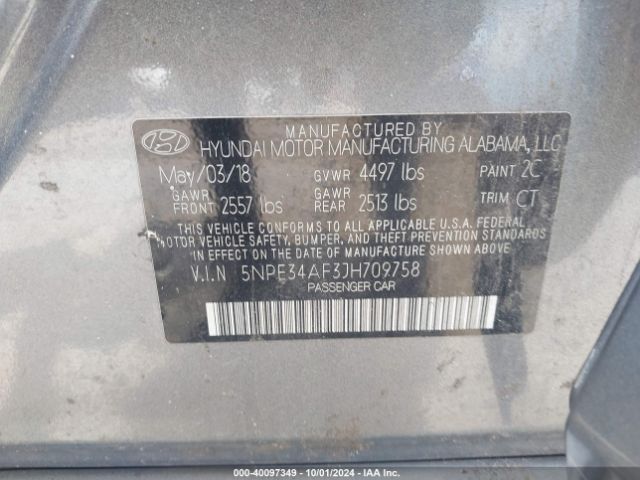 MANUFACTURED BY
HYUNDAI MOTOR MANUFACTURING ALABAMA, LLC
May/03/18 GVWR 4497 lbs PAINT 2C
GAWR FRONT 2557 lbs GAWR REAR 2513 lbs TRIM CT
THIS VEHICLE CONFORMS TO ALL APPLICABLE U.S.A. FEDERAL
MOTOR VEHICLE SAFETY, BUMPER, AND THEFT PREVENTION
STANDARDS IN EFFECT ON THE DATE OF MANUFACTURE SHOWN ABOVE.
V.I.N 5NPE34AF3JH709758
PASSENGER CAR
000-40097349 | 10/01/2024 | IAA Inc.